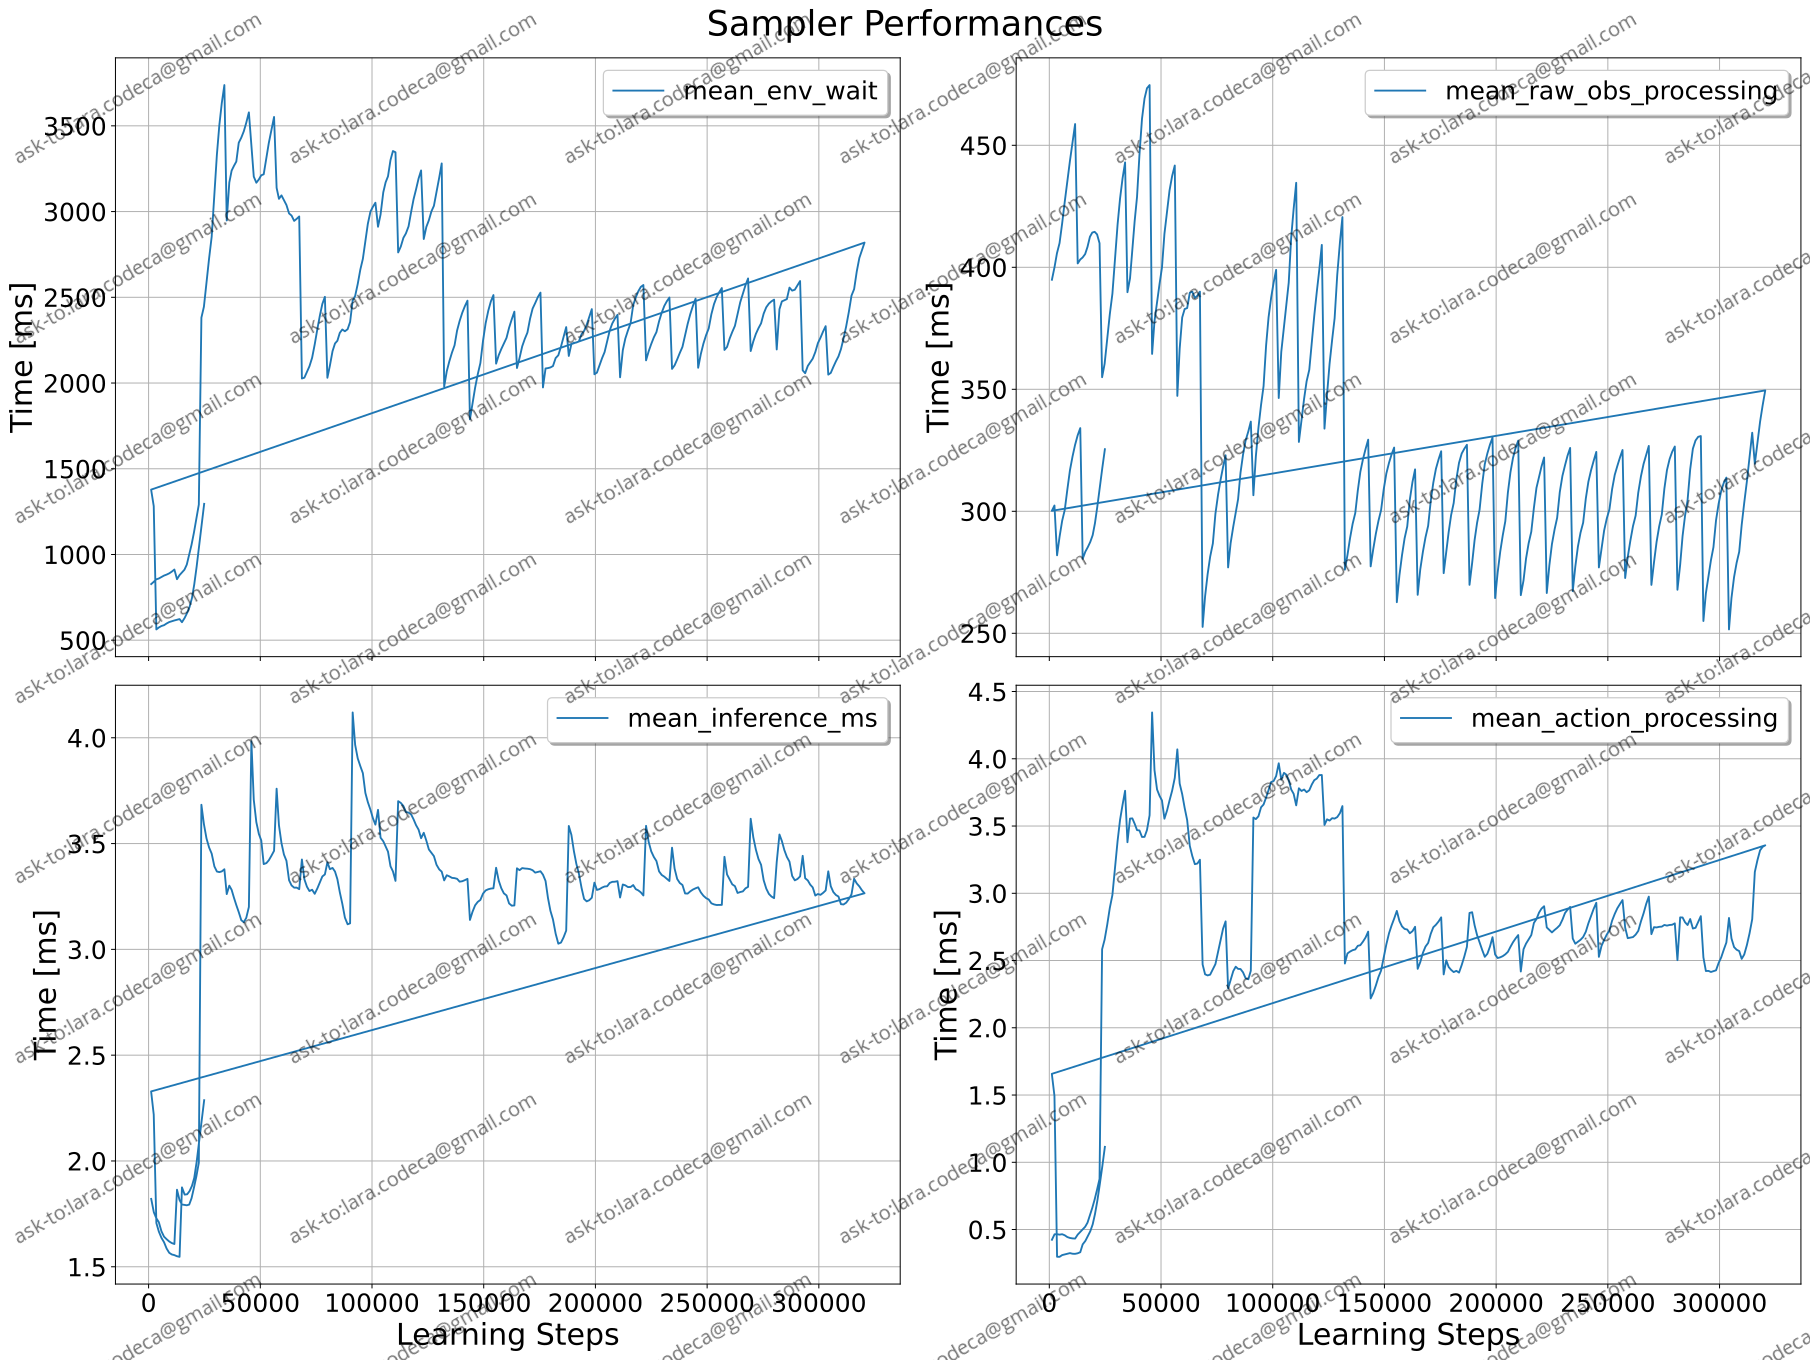 Sampler Performances
mean_env_wait
3500
3000
2500
2000
1500
1000
500
Time [ms]
mean_raw_obs_processing
450
400
350
300
250
Time [ms]
mean_inference_ms
4.0
3.5
3.0
2.5
2.0
1.5
Time [ms]
0 50000 100000 150000 200000 250000 300000
Learning Steps
mean_action_processing
4.5
4.0
3.5
3.0
2.5
2.0
1.5
1.0
0.5
Time [ms]
0 50000 100000 150000 200000 250000 300000
Learning Steps
ask-to:lara.codeca@gmail.com